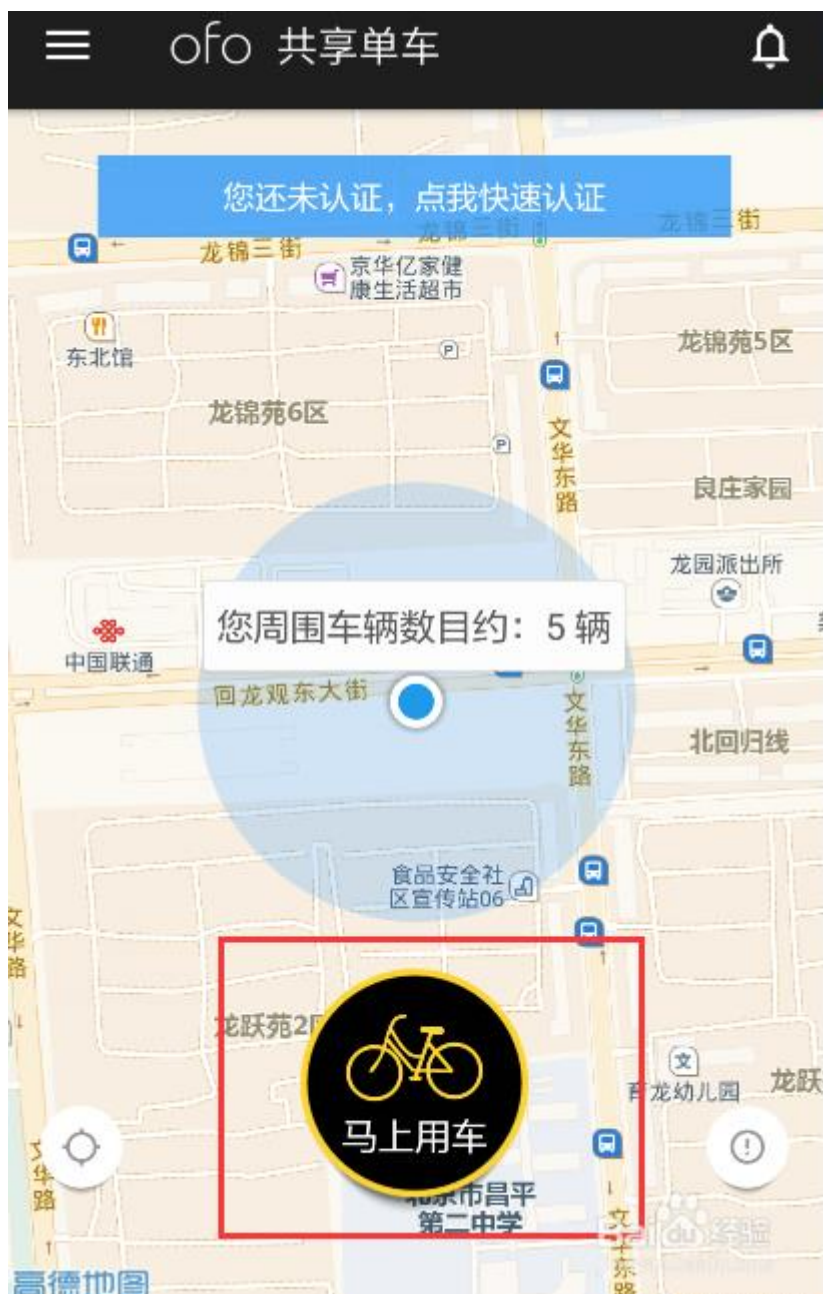 ofo 共享单车
您还未认证，点我快速认证
龙锦三街
龙锦三街
龙锦三街
京华亿家健
康生活超市
东北馆
P
龙锦苑5区
龙锦苑6区
P
文华东路
良庄家园
龙园派出所
您周围车辆数目约：5 辆
中国联通
回龙观东大街
文华东路
北回归线
食品安全社
区宣传站06
文华路
龙跃苑2
文
育龙幼儿园
龙跃
马上用车
文华路
北京市昌平
第二中学
文华东路
Baidu 经验
高德地图